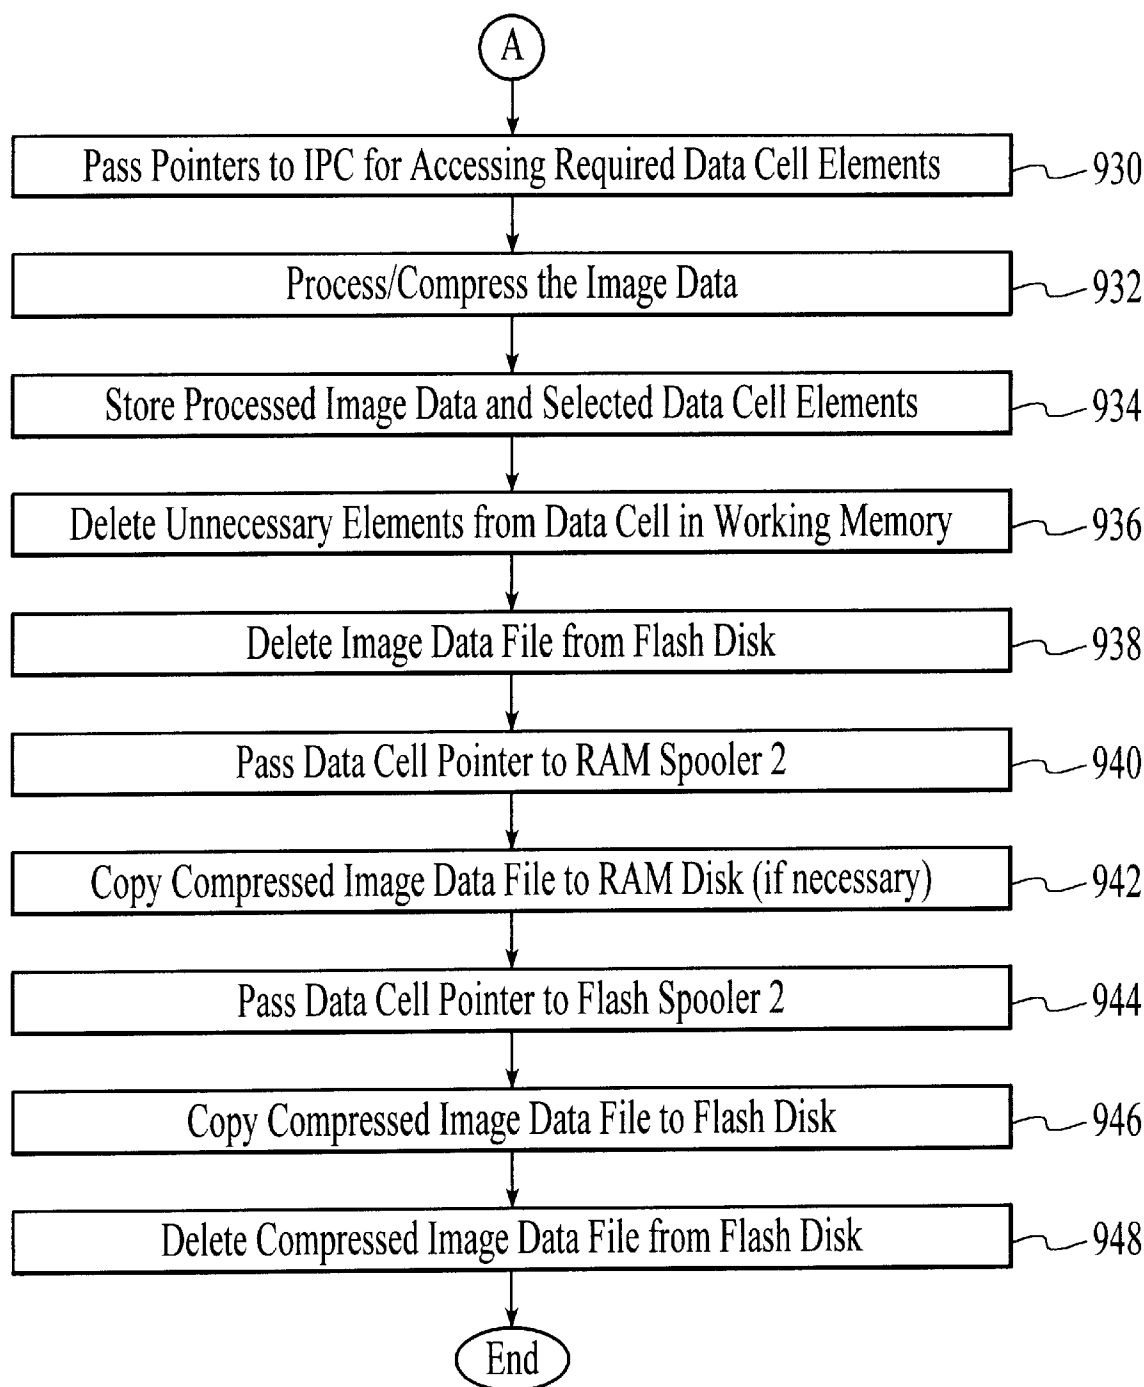 A
Pass Pointers to IPC for Accessing Required Data Cell Elements
930
Process/Compress the Image Data
932
Store Processed Image Data and Selected Data Cell Elements
934
Delete Unnecessary Elements from Data Cell in Working Memory
936
Delete Image Data File from Flash Disk
938
Pass Data Cell Pointer to RAM Spooler 2
940
Copy Compressed Image Data File to RAM Disk (if necessary)
942
Pass Data Cell Pointer to Flash Spooler 2
944
Copy Compressed Image Data File to Flash Disk
946
Delete Compressed Image Data File from Flash Disk
948
End